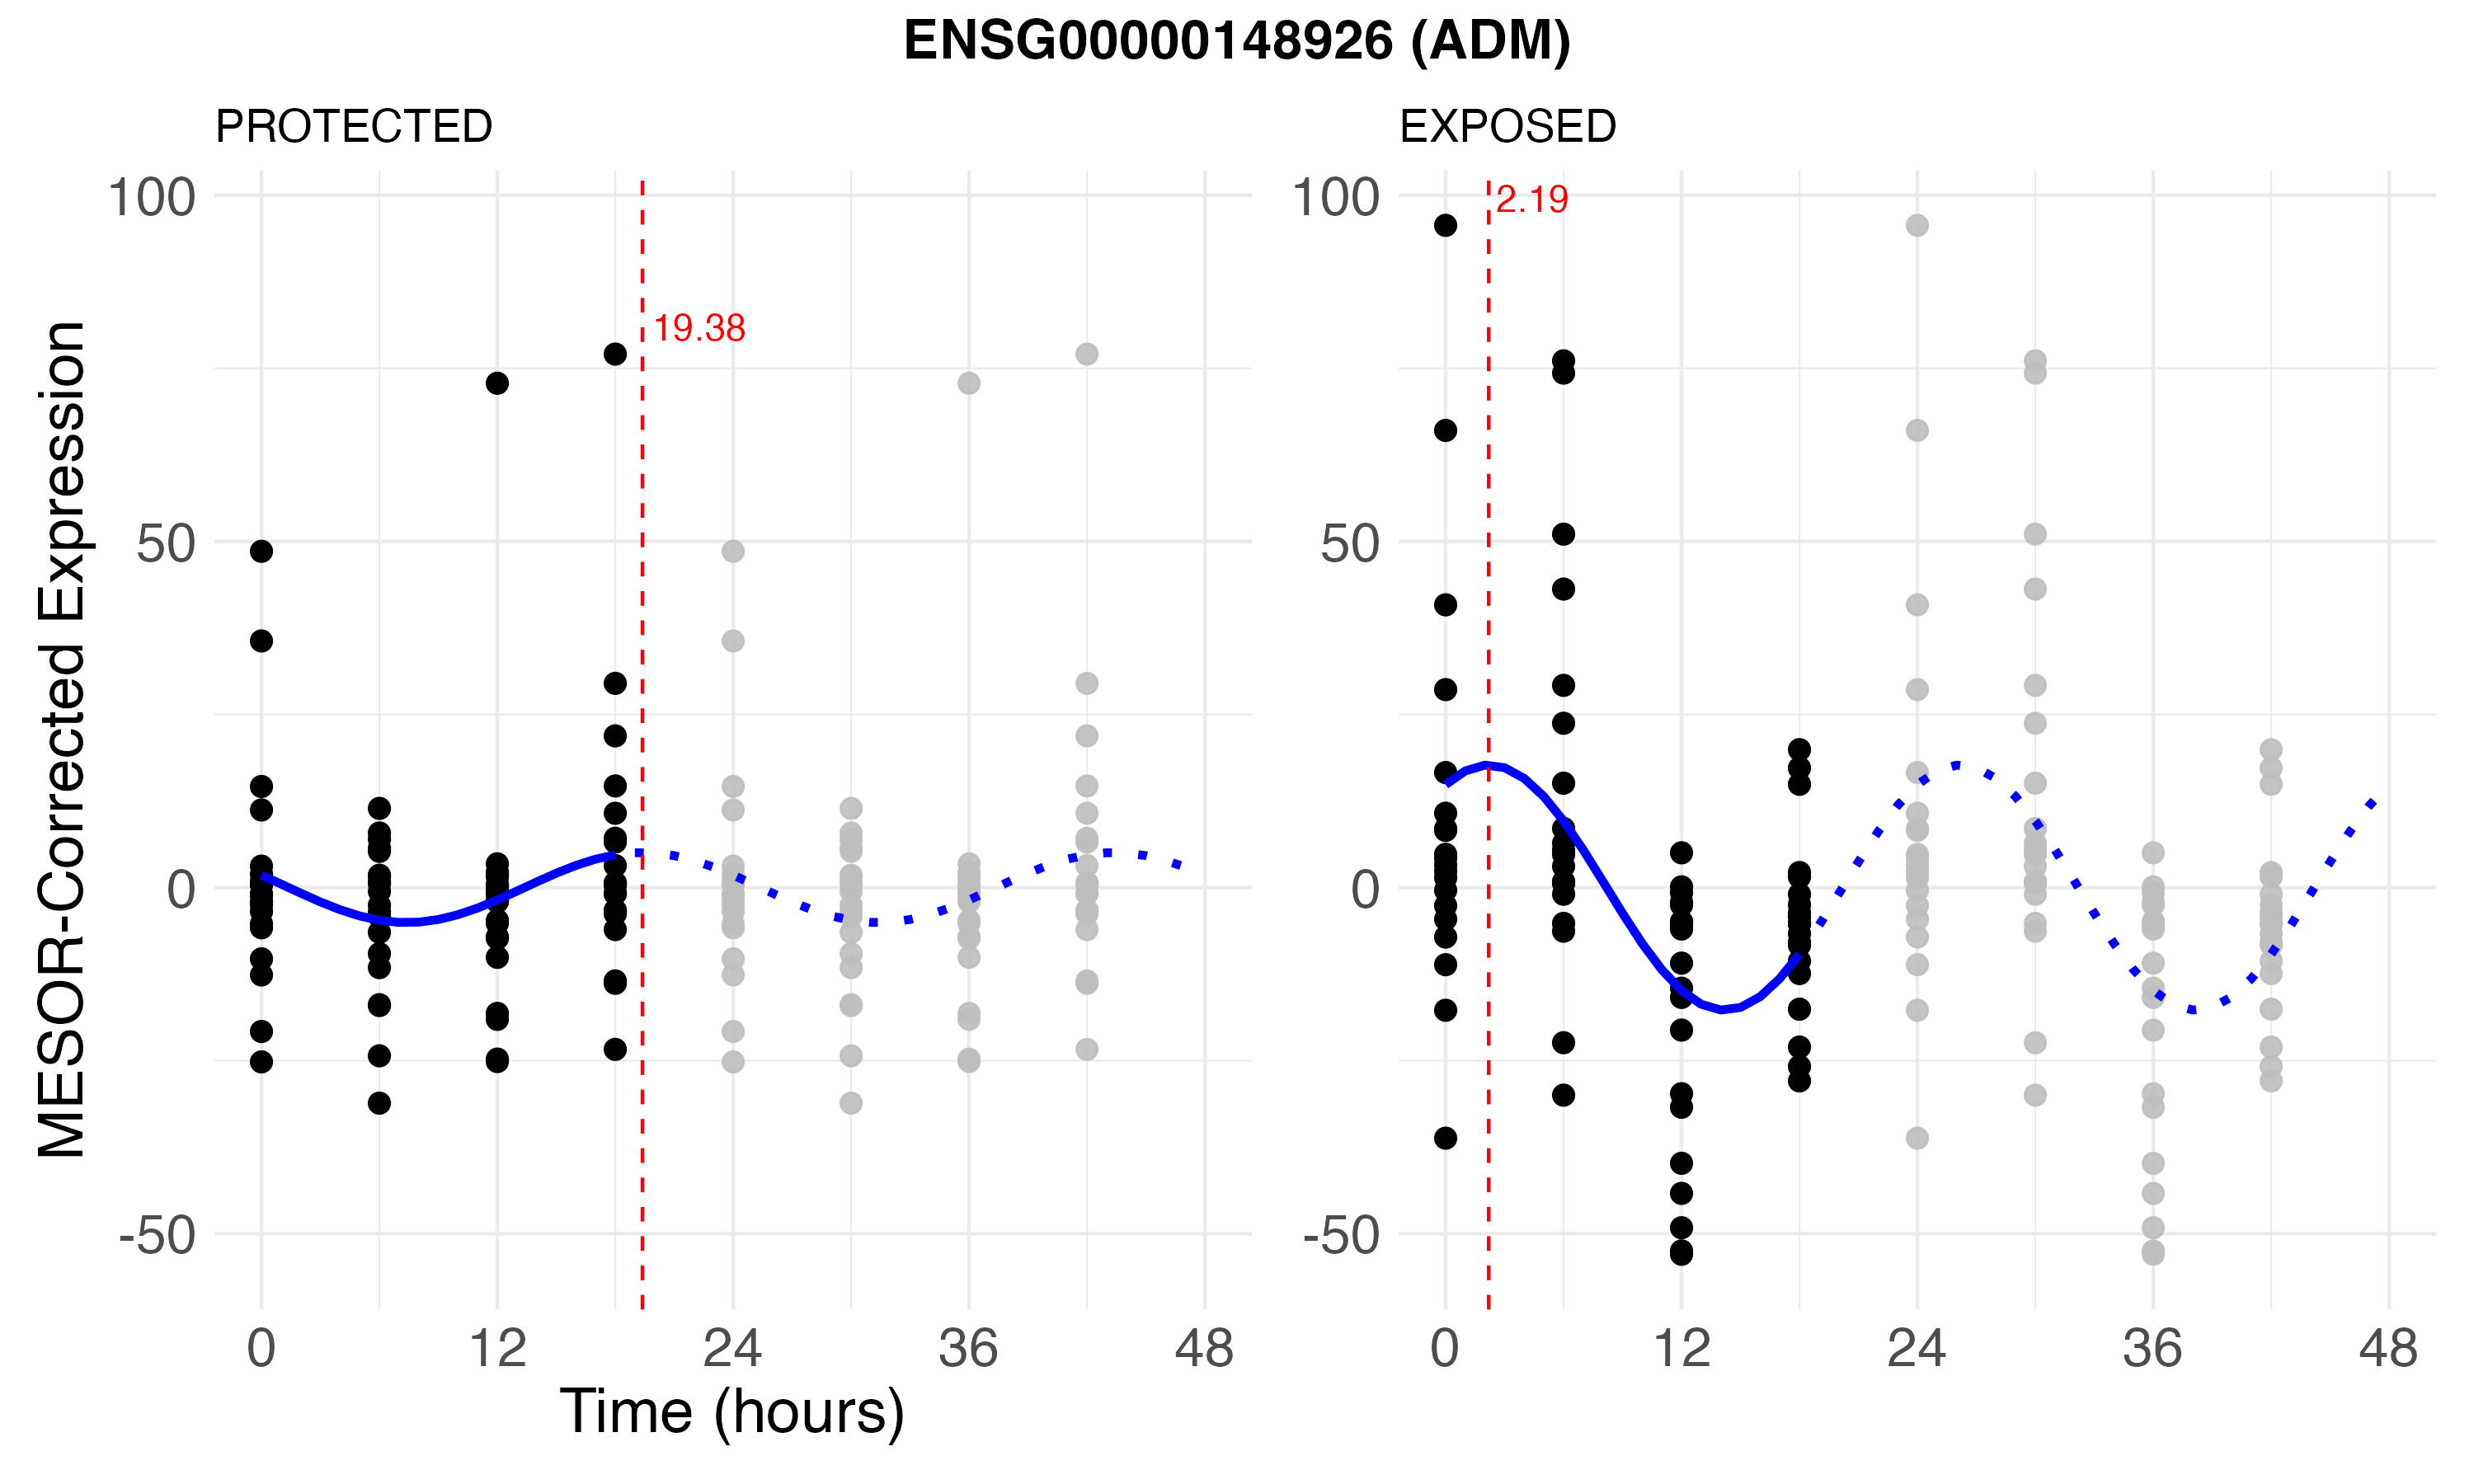 ENSG00000148926 (ADM)
PROTECTED
EXPOSED
MESOR-Corrected Expression
100
50
0
-50
19.38
0 12 24 36 48
Time (hours)
100
50
0
-50
2.19
0 12 24 36 48